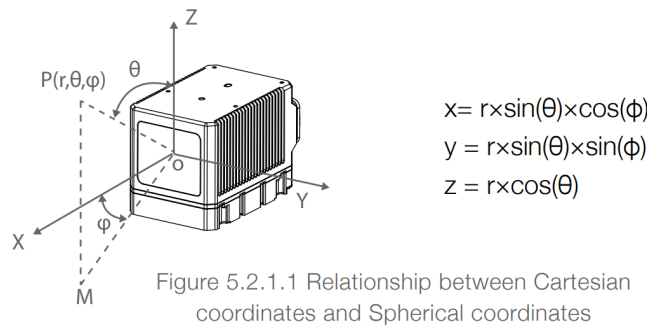 Z
P(r,θ,φ)
θ
x= r×sin(θ)×cos(ϕ)
y = r×sin(θ)×sin(ϕ)
z = r×cos(θ)
O
Y
φ
X
M
Figure 5.2.1.1 Relationship between Cartesian
coordinates and Spherical coordinates